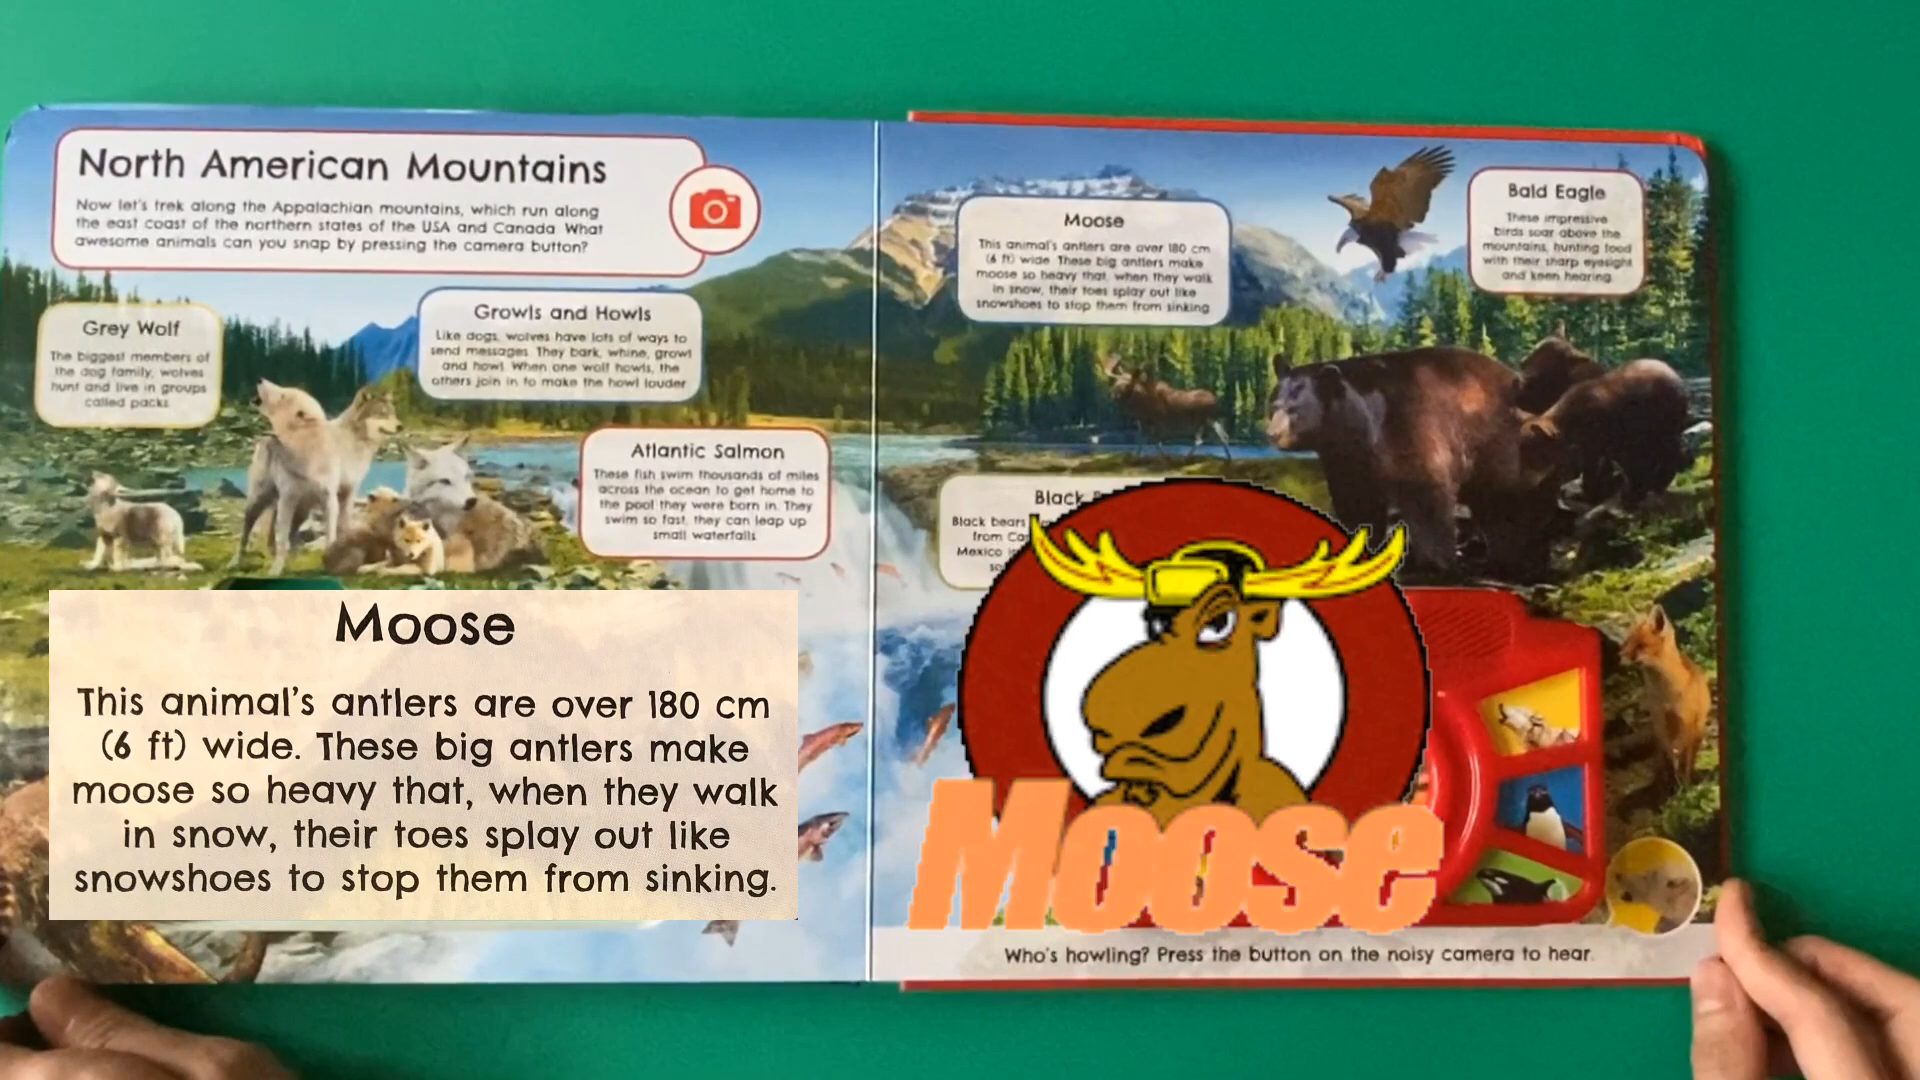 North American Mountains
Now let's trek along the Appalachian mountains, which run along
the east coast of the northern states of the USA and Canada. What
awesome animals can you snap by pressing the camera button?
Grey Wolf
The biggest members of
the dog family, wolves
hunt and live in groups
called packs.
Growls and Howls
Like dogs, wolves have lots of ways to
send messages. They bark, whine, growl
and howl. When one wolf howls, the
others join in to make the howl louder.
Atlantic Salmon
These fish swim thousands of miles
across the ocean to get home to
the pool they were born in. They
swim so fast, they can leap up
small waterfalls.
Moose
This animal's antlers are over 180 cm
(6 ft) wide. These big antlers make
moose so heavy that, when they walk
in snow, their toes splay out like
snowshoes to stop them from sinking.
Moose
This animal's antlers are over 180 cm
(6 ft) wide. These big antlers make
moose so heavy that, when they walk
in snow, their toes splay out like
snowshoes to stop them from sinking.
Bald Eagle
These impressive
birds soar above the
mountains, hunting food
with their sharp eyesight
and keen hearing.
Black
Black bears
from
Mexico
Moose
Who's howling? Press the button on the noisy camera to hear.